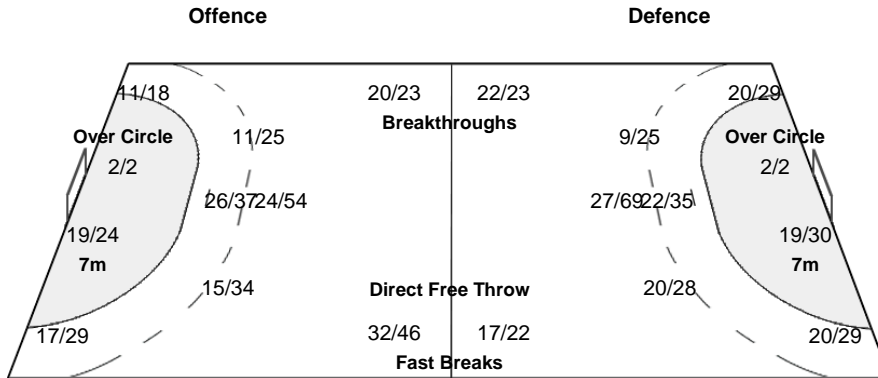 Offence Defence
11/18 20/23 22/23 20/29
Breakthroughs
Over Circle 11/25 9/25 Over Circle
2/2 2/2
26/37 24/54 27/69 22/35
19/24 19/30
7m 7m
15/34 Direct Free Throw 20/28
17/29 32/46 17/22 20/29
Fast Breaks